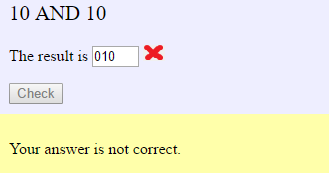 10 AND 10
The result is 010
Check
Your answer is not correct.